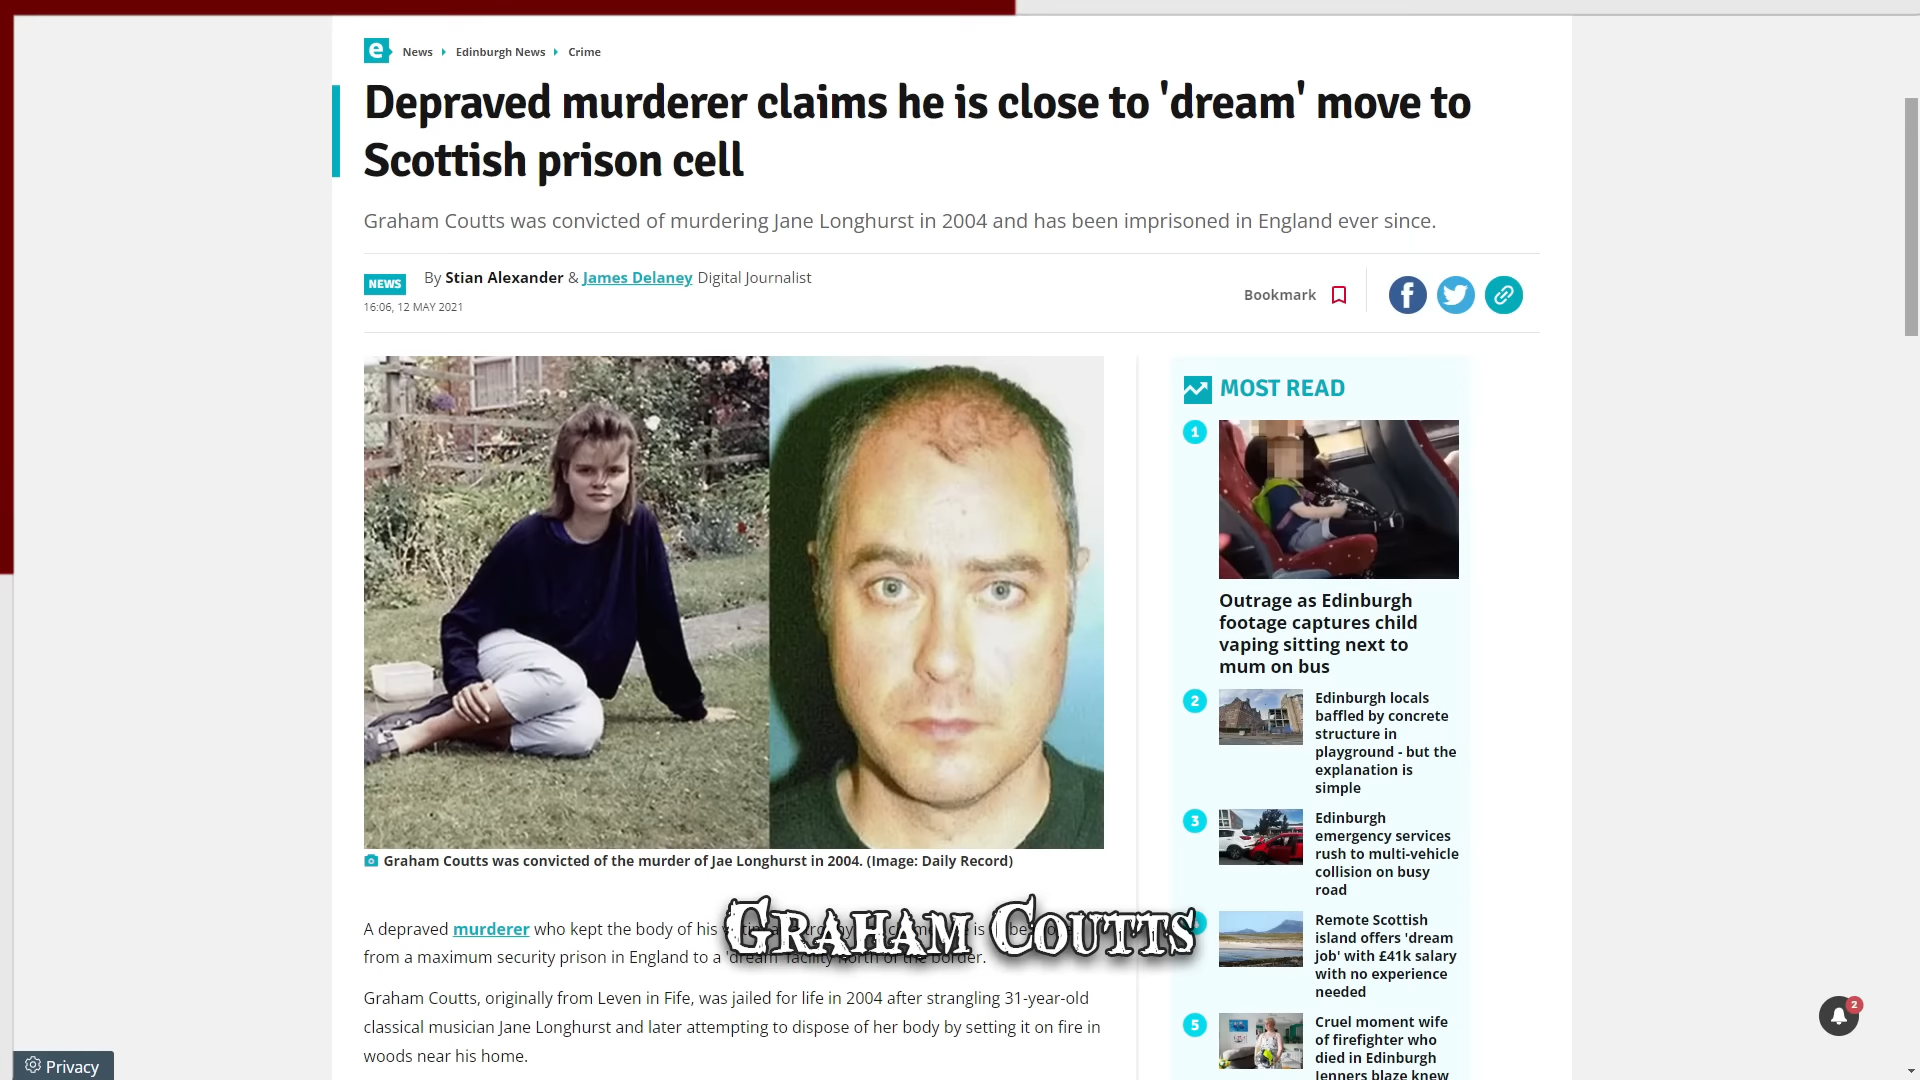 e News Edinburgh News Crime
Depraved murderer claims he is close to 'dream' move to
Scottish prison cell
Graham Coutts was convicted of murdering Jane Longhurst in 2004 and has been imprisoned in England ever since.
NEWS By Stian Alexander & James Delaney Digital Journalist
16:06, 12 MAY 2021
Bookmark
Graham Coutts was convicted of the murder of Jae Longhurst in 2004. (Image: Daily Record)
A depraved murderer who kept the body of his
from a maximum security prison in England to a 'dream' facility north of the border.
Graham Coutts
Graham Coutts, originally from Leven in Fife, was jailed for life in 2004 after strangling 31-year-old
classical musician Jane Longhurst and later attempting to dispose of her body by setting it on fire in
woods near his home.
MOST READ
1
Outrage as Edinburgh
footage captures child
vaping sitting next to
mum on bus
2
Edinburgh locals
baffled by concrete
structure in
playground - but the
explanation is
simple
3
Edinburgh
emergency services
rush to multi-vehicle
collision on busy
road
Remote Scottish
island offers 'dream
job' with £41k salary
with no experience
needed
5
Cruel moment wife
of firefighter who
died in Edinburgh
Jenners blaze knew
2
Privacy